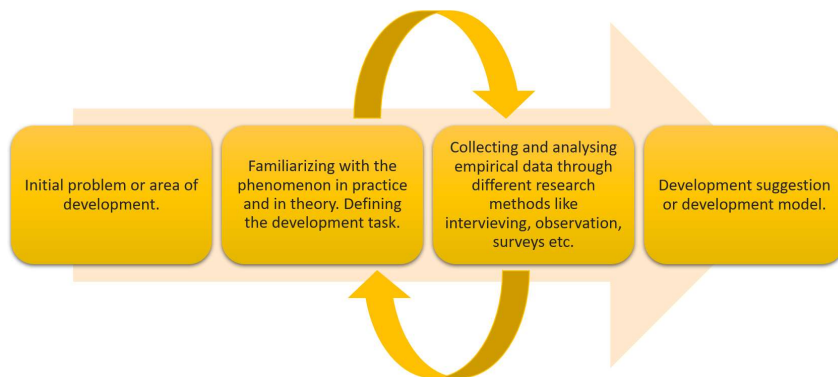 Initial problem or area of
development.
Familiarizing with the
phenomenon in practice
and in theory. Defining
the development task.
Collecting and analysing
empirical data through
different research
methods like
intervieving, observation,
surveys etc.
Development suggestion
or development model.